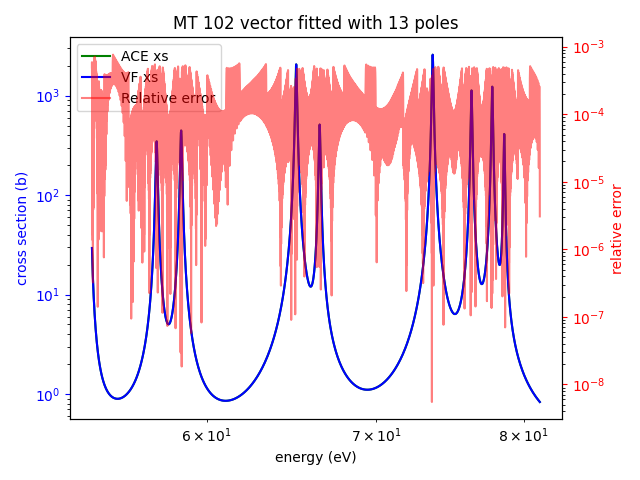 MT 102 vector fitted with 13 poles
ACE xs
VF xs
Relative error
cross section (b)
10³
10²
10¹
10⁰
relative error
10⁻³
10⁻⁴
10⁻⁵
10⁻⁶
10⁻⁷
10⁻⁸
6 × 10¹
7 × 10¹
8 × 10¹
energy (eV)